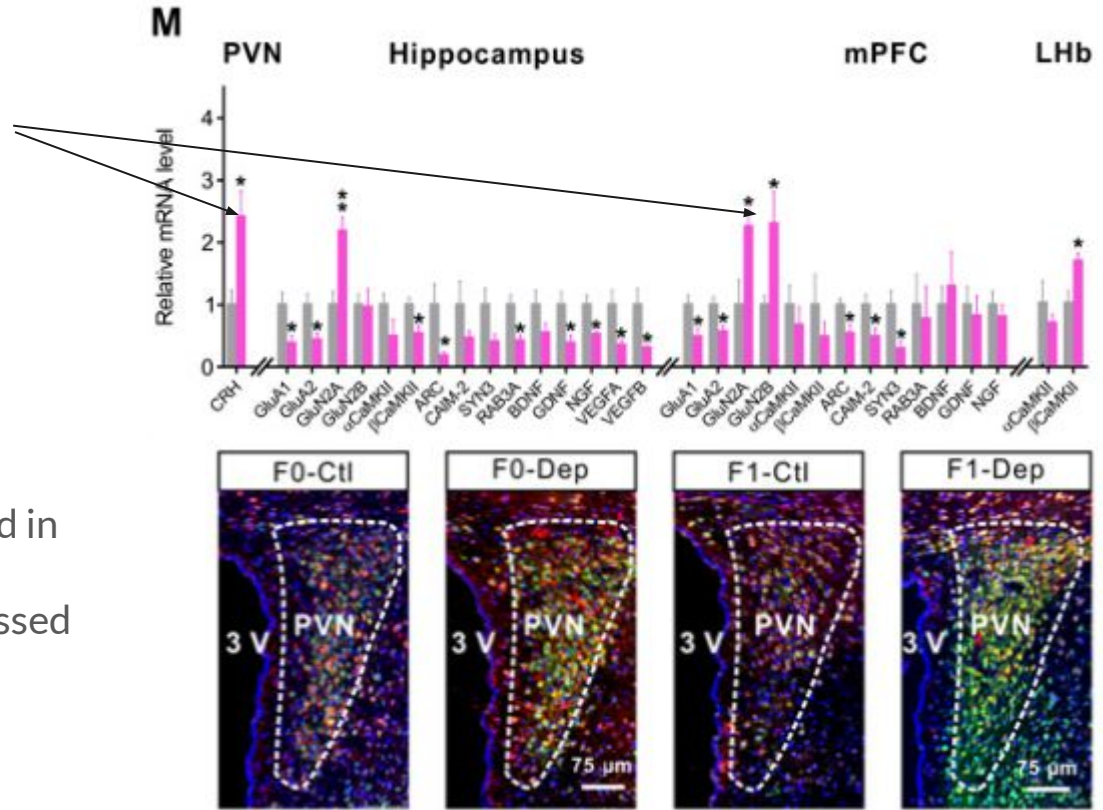 M
PVN Hippocampus mPFC LHb
Relative mRNA level
4
3
2
1
0
* * * * * * * * * * * * * * * * * * * * * *
CRH GluA1 GluA2 GluN2A GluN2B αCaMKII βCaMKII ARC CAIM-2 SYN3 RAB3A BDNF GDNF NGF VEGFA VEGFB GluA1 GluA2 GluN2A GluN2B αCaMKII βCaMKII ARC CAIM-2 SYN3 RAB3A BDNF GDNF NGF αCaMKII βCaMKII
F0-Ctl F0-Dep F1-Ctl F1-Dep
d in
ssed
3 V PVN 3 V PVN 3 V PVN 3 V PVN
75 μm 75 μm